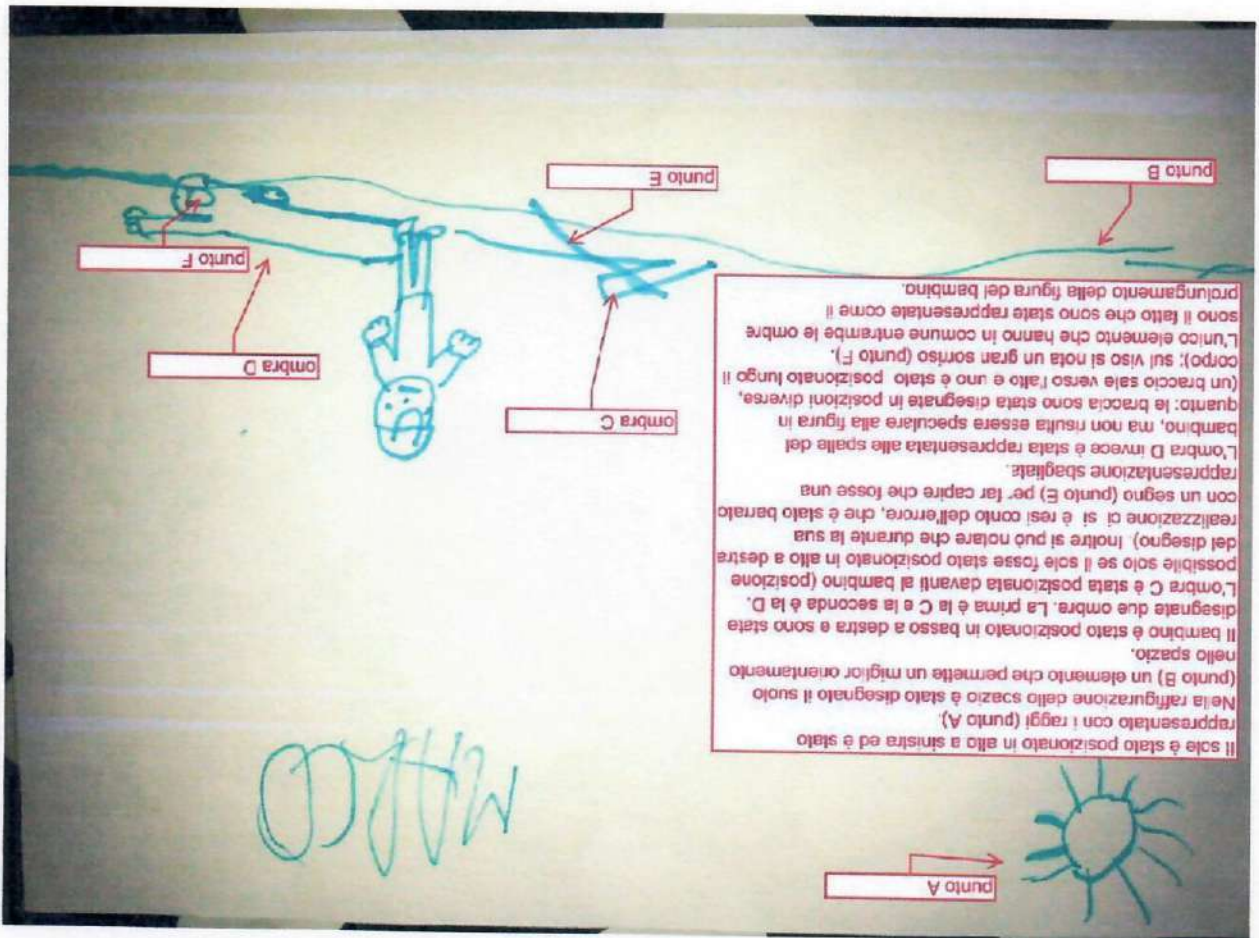 punto A
MARCO
Il sole è stato posizionato in alto a sinistra ed è stato
rappresentato con i raggi (punto A).
Nella raffigurazione dello spazio è stato disegnato il suolo
(punto B) un elemento che permette un miglior orientamento
nello spazio.
Il bambino è stato posizionato in basso a destra e sono state
disegnate due ombre. La prima è la C e la seconda è la D.
L'ombra C è stata posizionata davanti al bambino (posizione
possibile solo se il sole fosse stato posizionato in alto a destra
del disegno) Inoltre si può notare che durante la sua
realizzazione ci si è resi conto dell'errore, che è stato barrato
con un segno (punto E) per far capire che fosse una
rappresentazione sbagliata.
L'ombra D invece è stata rappresentata alle spalle del
bambino, ma non risulta essere speculare alla figura in
quanto: le braccia sono stata disegnate in posizioni diverse,
(un braccio sale verso l'alto e uno è stato posizionato lungo il
corpo); sul viso si nota un gran sorriso (punto F).
L'unico elemento che hanno in comune entrambe le ombre
sono il fatto che sono state rappresentate come il
prolungamento della figura del bambino.
ombra C
ombra D
punto F
punto B
punto E